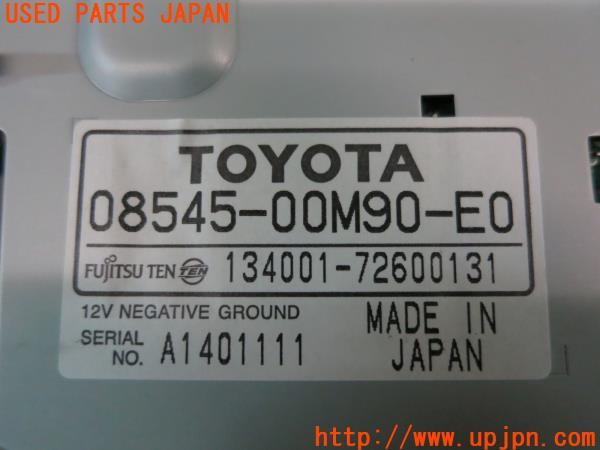 USED PARTS JAPAN
TOYOTA
08545-00M90-E0
FUJITSU TEN TEN 134001-72600131
12V NEGATIVE GROUND
SERIAL NO. A1401111
MADE IN JAPAN
http://www.upjpn.com/